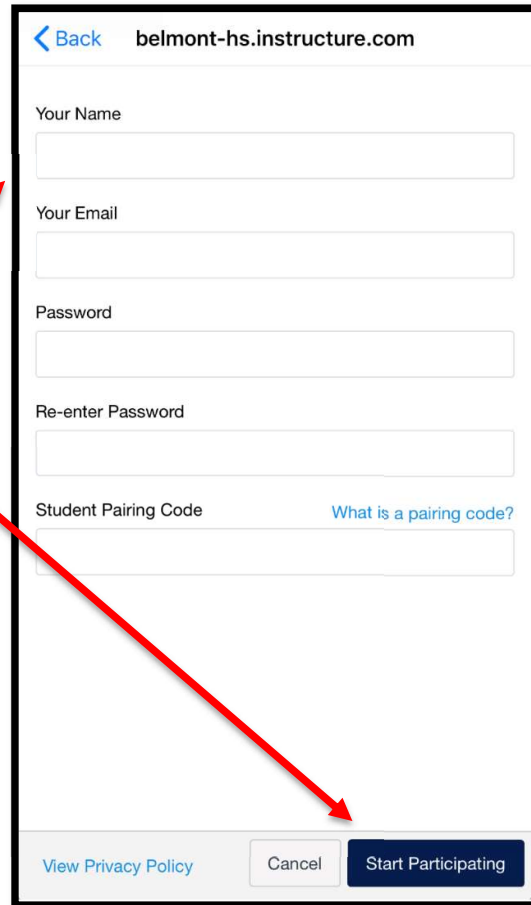 Back belmont-hs.instructure.com
Your Name
Your Email
Password
Re-enter Password
Student Pairing Code What is a pairing code?
View Privacy Policy Cancel Start Participating